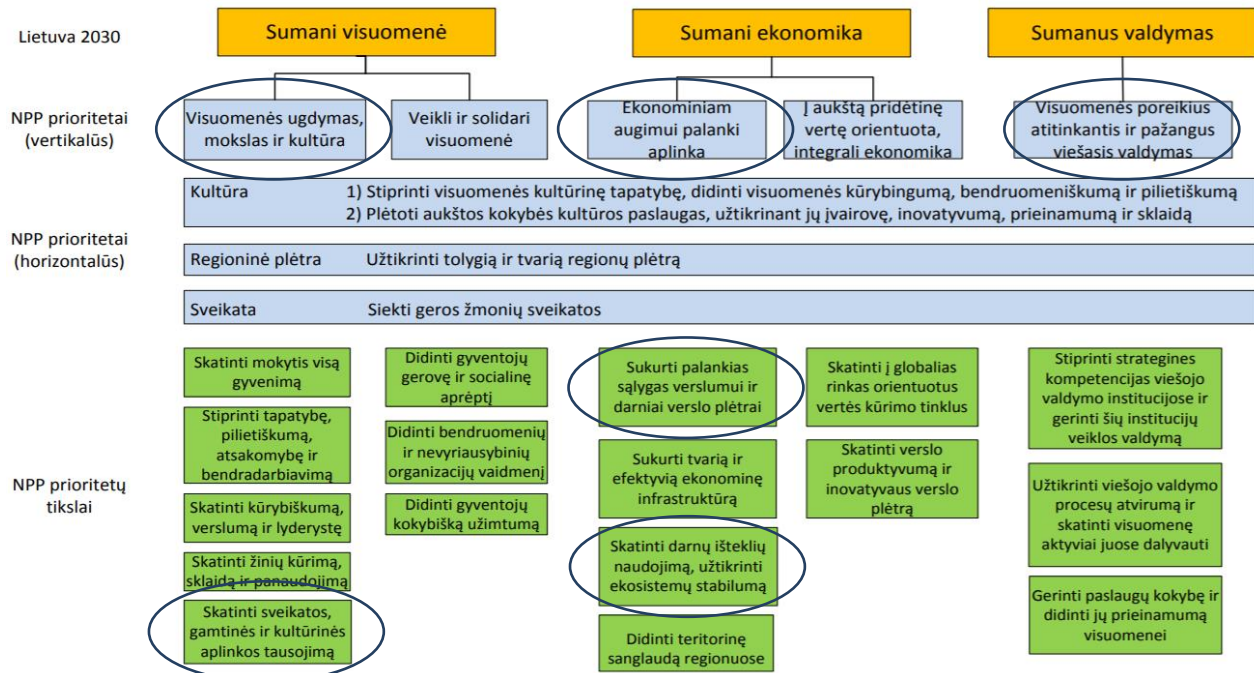 Lietuva 2030
Sumani visuomenė
Sumani ekonomika
Sumanus valdymas
NPP prioritetai
(vertikalūs)
Visuomenės ugdymas,
mokslas ir kultūra
Veikli ir solidari
visuomenė
Ekonominiam
augimui palanki
aplinka
Į aukštą pridėtinę
vertę orientuota,
integrali ekonomika
Visuomenės poreikius
atitinkantis ir pažangus
viešasis valdymas
NPP prioritetai
(horizontalūs)
Kultūra
1) Stiprinti visuomenės kultūrinę tapatybę, didinti visuomenės kūrybingumą, bendruomeniškumą ir pilietiškumą
2) Plėtoti aukštos kokybės kultūros paslaugas, užtikrinant jų įvairovę, inovatyvumą, prieinamumą ir sklaidą
Regioninė plėtra
Užtikrinti tolygią ir tvarią regionų plėtrą
Sveikata
Siekti geros žmonių sveikatos
NPP prioritetų
tikslai
Skatinti mokytis visą
gyvenimą
Stiprinti tapatybę,
pilietiškumą,
atsakomybę ir
bendradarbiavimą
Skatinti kūrybiškumą,
verslumą ir lyderystę
Skatinti žinių kūrimą,
sklaidą ir panaudojimą
Skatinti sveikatos,
gamtinės ir kultūrinės
aplinkos tausojimą
Didinti gyventojų
gerovę ir socialinę
aprėptį
Didinti bendruomenių
ir nevyriausybinių
organizacijų vaidmenį
Didinti gyventojų
kokybišką užimtumą
Sukurti palankias
sąlygas verslumui ir
darniai verslo plėtrai
Sukurti tvarią ir
efektyvią ekonominę
infrastruktūrą
Skatinti darnų išteklių
naudojimą, užtikrinti
ekosistemų stabilumą
Didinti teritorinę
sanglaudą regionuose
Skatinti į globalias
rinkas orientuotus
vertės kūrimo tinklus
Skatinti verslo
produktyvumą ir
inovatyvaus verslo
plėtrą
Stiprinti strategines
kompetencijas viešojo
valdymo institucijose ir
gerinti šių institucijų
veiklos valdymą
Užtikrinti viešojo valdymo
procesų atvirumą ir
skatinti visuomenę
aktyviai juose dalyvauti
Gerinti paslaugų kokybę ir
didinti jų prieinamumą
visuomenei